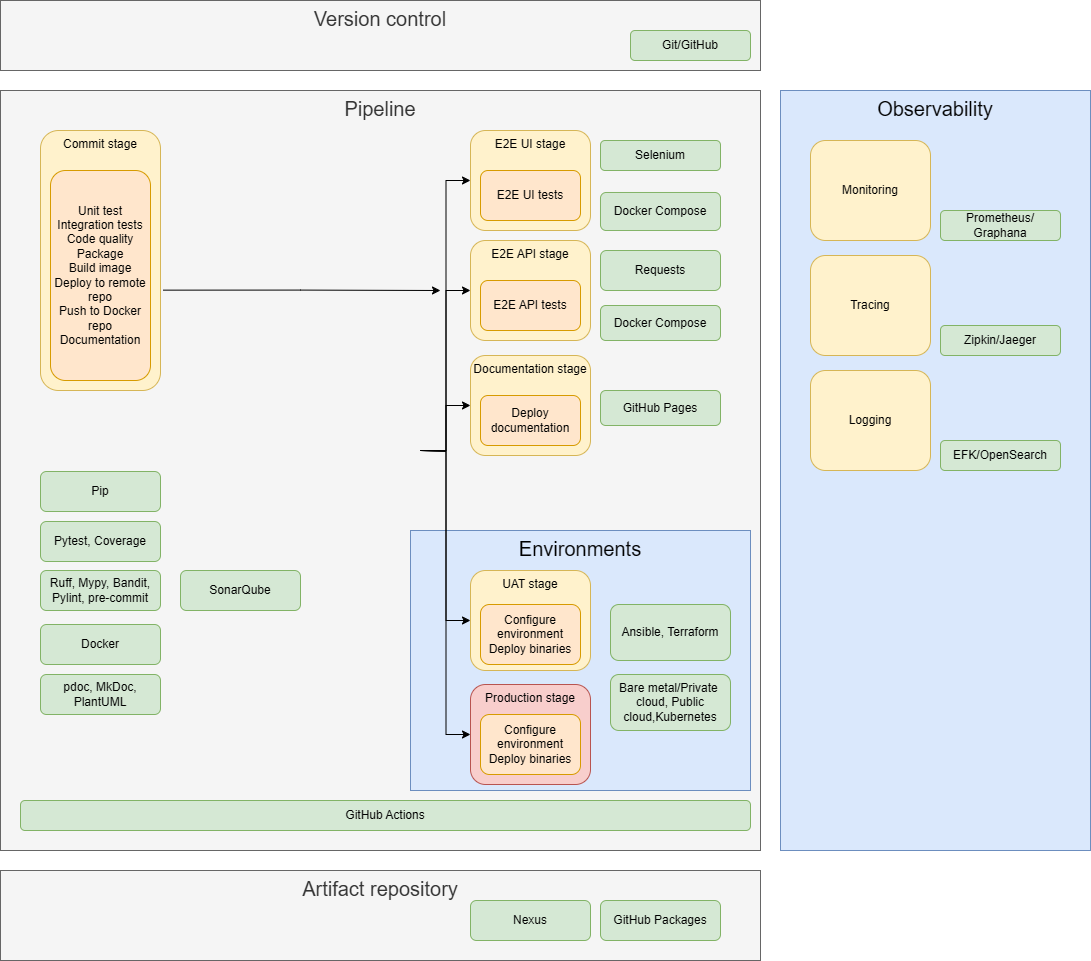 Version control
Git/GitHub
Pipeline
Commit stage
Unit test
Integration tests
Code quality
Package
Build image
Deploy to remote
repo
Push to Docker
repo
Documentation
E2E UI stage
E2E UI tests
Selenium
Docker Compose
E2E API stage
E2E API tests
Requests
Docker Compose
Documentation stage
Deploy
documentation
GitHub Pages
Pip
Pytest, Coverage
Ruff, Mypy, Bandit,
Pylint, pre-commit
SonarQube
Docker
pdoc, MkDoc,
PlantUML
Environments
UAT stage
Configure
environment
Deploy binaries
Ansible, Terraform
Production stage
Configure
environment
Deploy binaries
Bare metal/Private
cloud, Public
cloud,Kubernetes
GitHub Actions
Observability
Monitoring
Prometheus/
Graphana
Tracing
Zipkin/Jaeger
Logging
EFK/OpenSearch
Artifact repository
Nexus
GitHub Packages